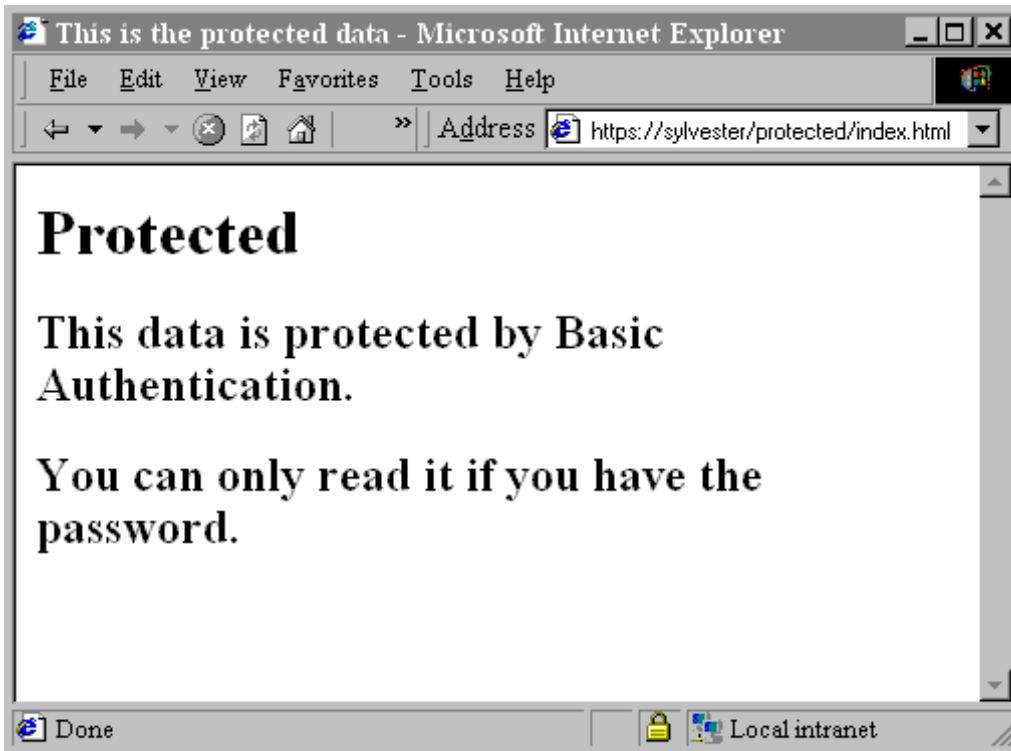 This is the protected data - Microsoft Internet Explorer
File Edit View Favorites Tools Help
» Address https://sylvester/protected/index.html
Protected
This data is protected by Basic
Authentication.
You can only read it if you have the
password.
Done Local intranet